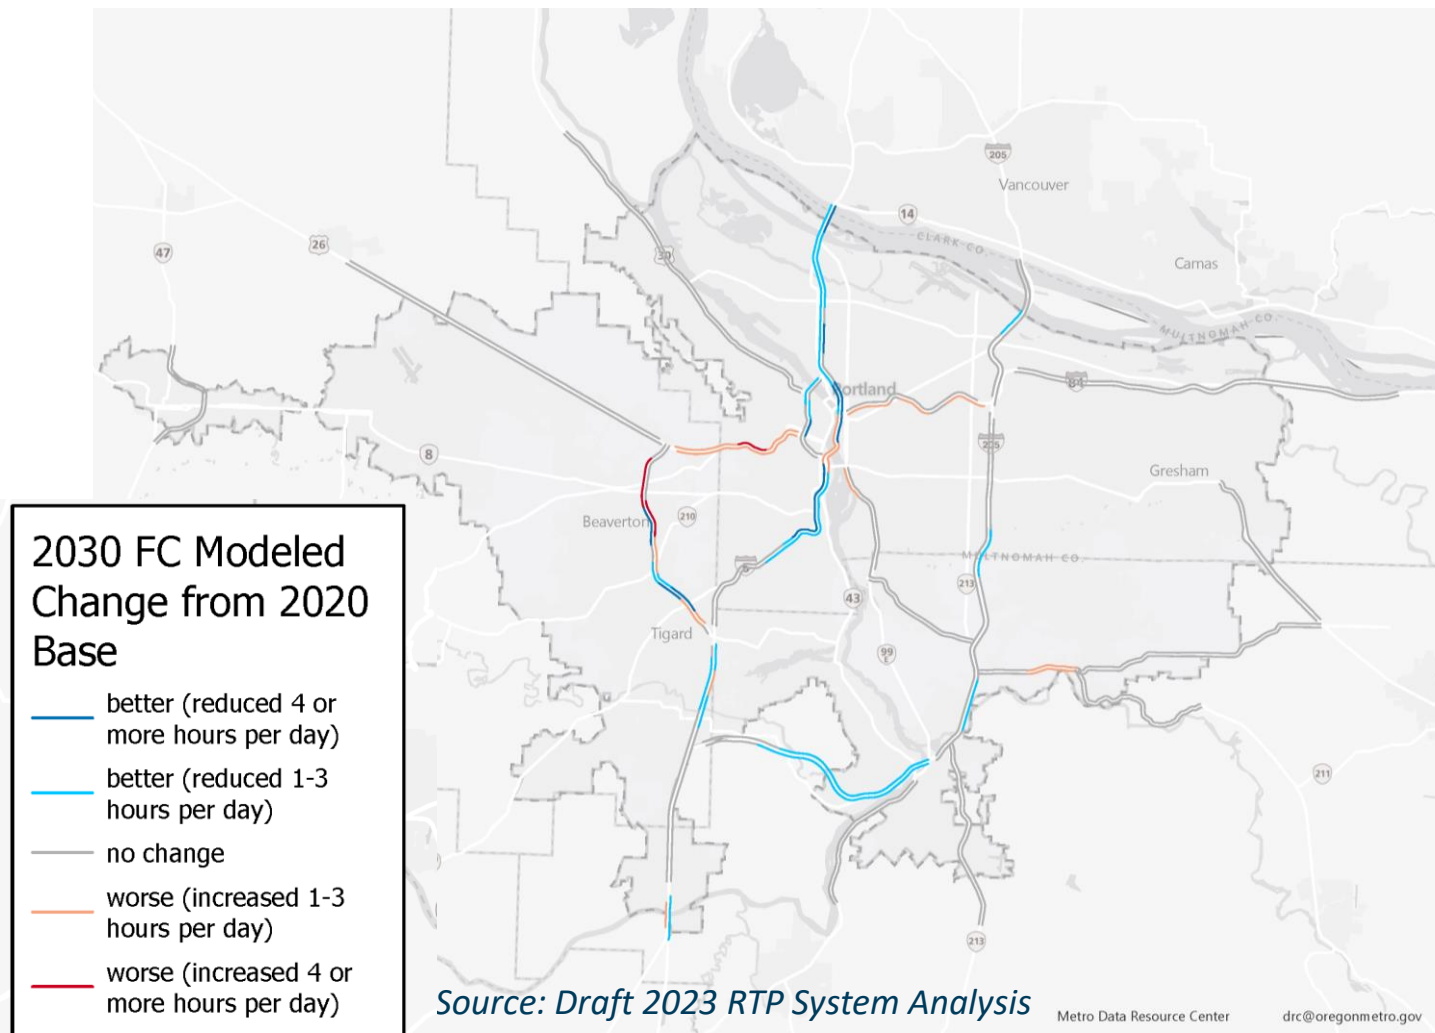 205
Vancouver
14
CLARK CO.
47
26
30
Camas
MULTNOMAH CO.
Portland
84
8
205
Gresham
Beaverton
210
5
MULTNOMAH CO.
213
43
Tigard
99
E
211
213
2030 FC Modeled
Change from 2020
Base
better (reduced 4 or
more hours per day)
better (reduced 1-3
hours per day)
no change
worse (increased 1-3
hours per day)
worse (increased 4 or
more hours per day)
Source: Draft 2023 RTP System Analysis
Metro Data Resource Center
drc@oregonmetro.gov